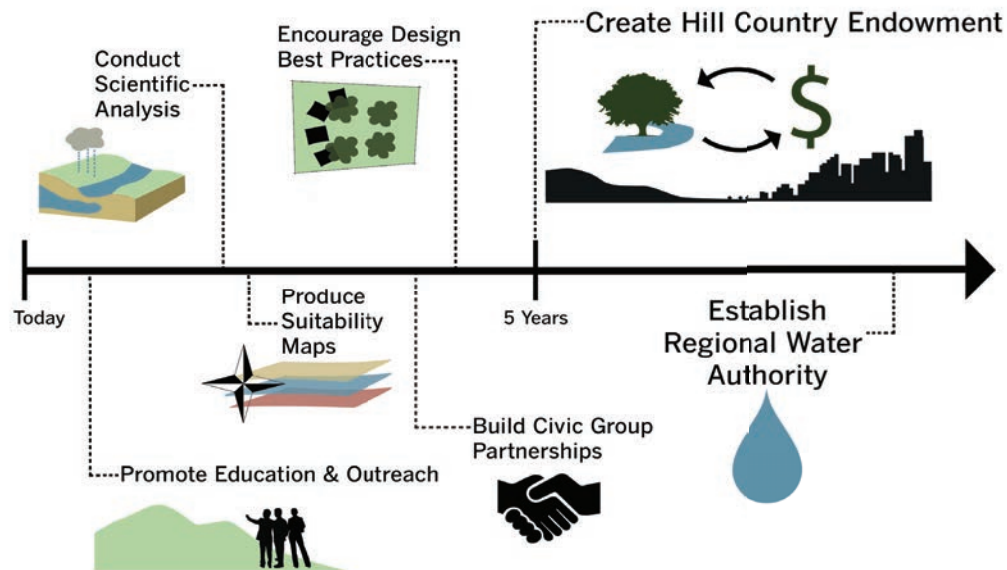 Conduct
Scientific
Analysis
Encourage Design
Best Practices
Create Hill Country Endowment
$
Today
5 Years
Produce
Suitability
Maps
Establish
Regional Water
Authority
Build Civic Group
Partnerships
Promote Education & Outreach